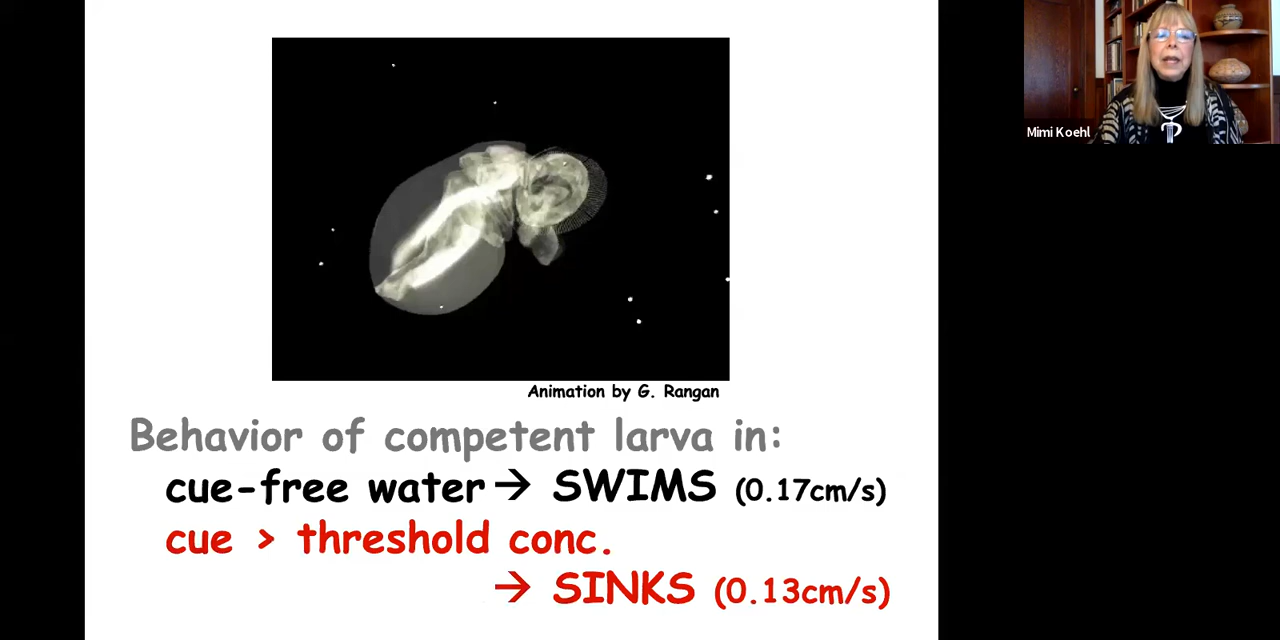 Mimi Koehl
Animation by G. Rangan
Behavior of competent larva in:
cue-free water → SWIMS (0.17cm/s)
cue > threshold conc.
→ SINKS (0.13cm/s)